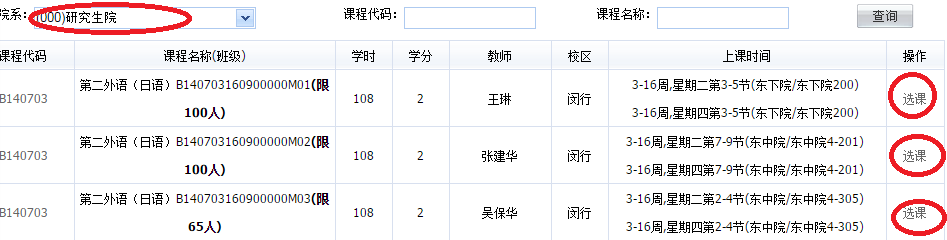 院系： (000)研究生院 课程代码： 课程名称： 查询
课程代码 课程名称(班级) 学时 学分 教师 校区 上课时间 操作
第二外语（日语）B140703160900000M01(限 3-16周,星期二第3-5节(东下院/东下院200)
B140703 108 2 王琳 闵行 选课
100人) 3-16周,星期四第3-5节(东下院/东下院200)
第二外语（日语）B140703160900000M02(限 3-16周,星期二第7-9节(东中院/东中院4-201)
B140703 108 2 张建华 闵行 选课
100人) 3-16周,星期四第7-9节(东中院/东中院4-201)
第二外语（日语）B140703160900000M03(限 3-16周,星期二第2-4节(东中院/东中院4-305)
B140703 108 2 吴保华 闵行 选课
65人) 3-16周,星期四第2-4节(东中院/东中院4-305)